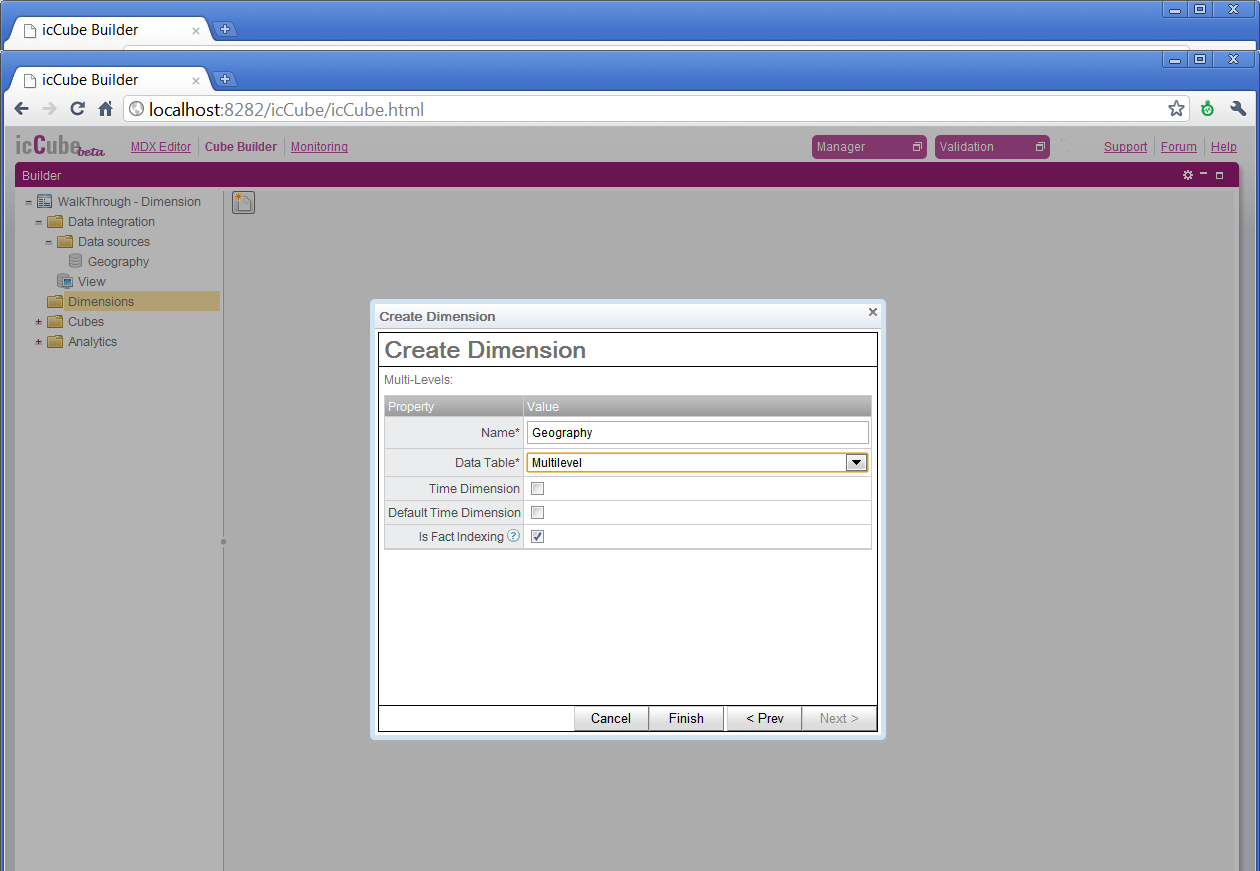 icCube Builder
icCube Builder
localhost:8282/icCube/icCube.html
icCube beta MDX Editor Cube Builder Monitoring Manager Validation Support Forum Help
Builder
WalkThrough - Dimension
Data Integration
Data sources
Geography
View
Dimensions
Cubes
Analytics
Create Dimension
Create Dimension
Multi-Levels:
Property Value
Name* Geography
Data Table* Multilevel
Time Dimension
Default Time Dimension
Is Fact Indexing ?
Cancel Finish < Prev Next >